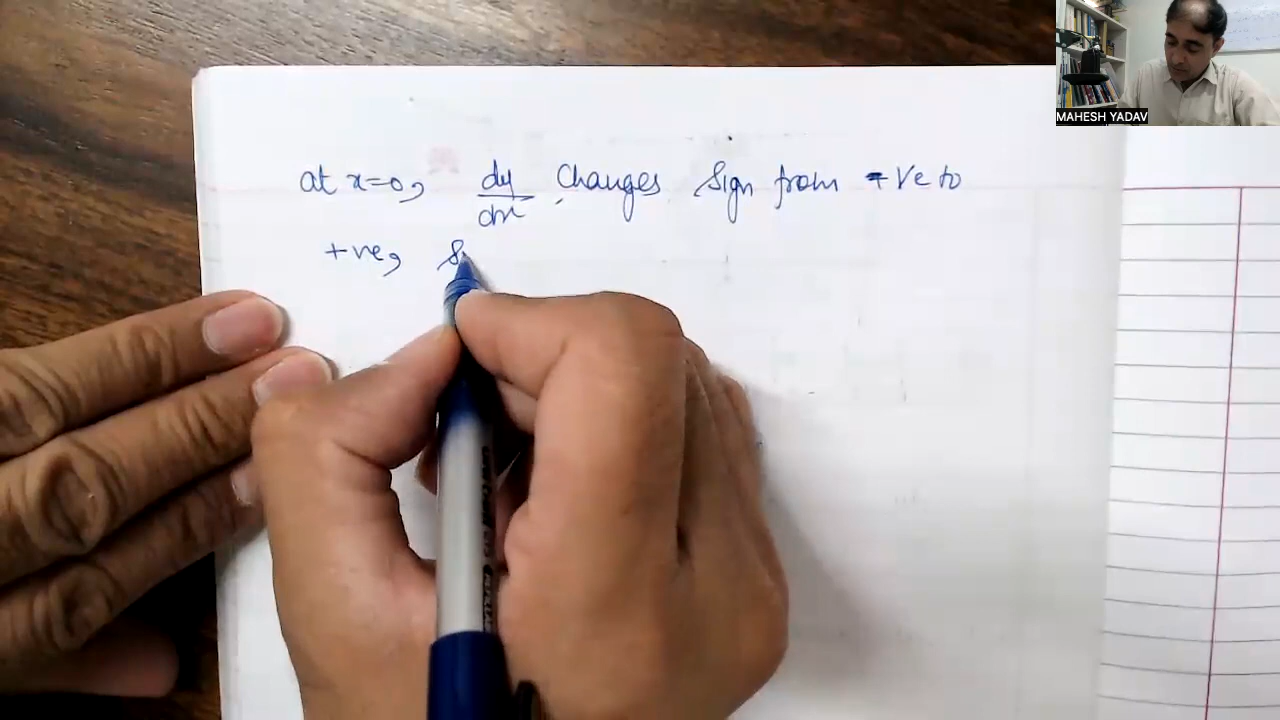 MAHESH YADAV
at x=0, dy/dx changes sign from -ve to
+ve, s